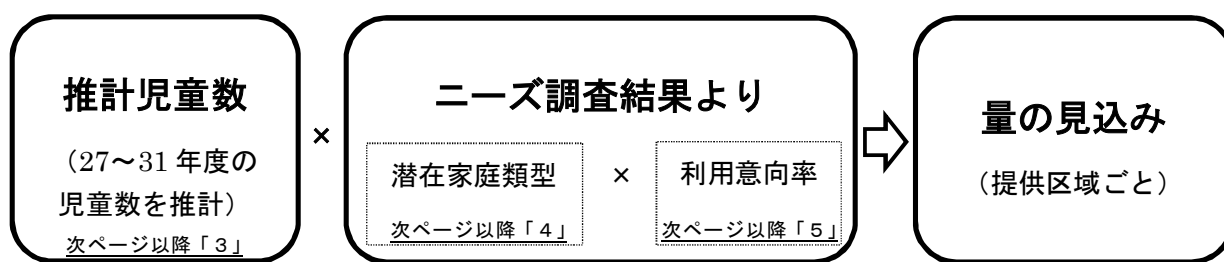 推計児童数
(27～31 年度の
児童数を推計)
次ページ以降「３」
×
ニーズ調査結果より
潜在家庭類型
次ページ以降「４」
×
利用意向率
次ページ以降「５」
量の見込み
(提供区域ごと)